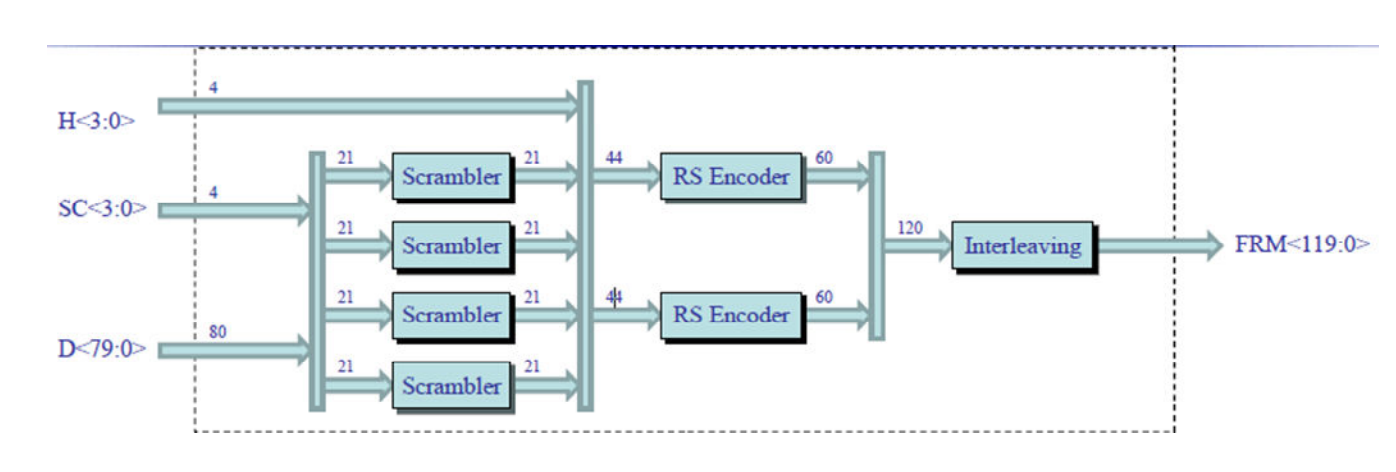 4
H<3:0>
21 Scrambler 21 44 RS Encoder 60
SC<3:0> 4
21 Scrambler 21 120 Interleaving FRM<119:0>
21 Scrambler 21 44 RS Encoder 60
D<79:0> 80
21 Scrambler 21